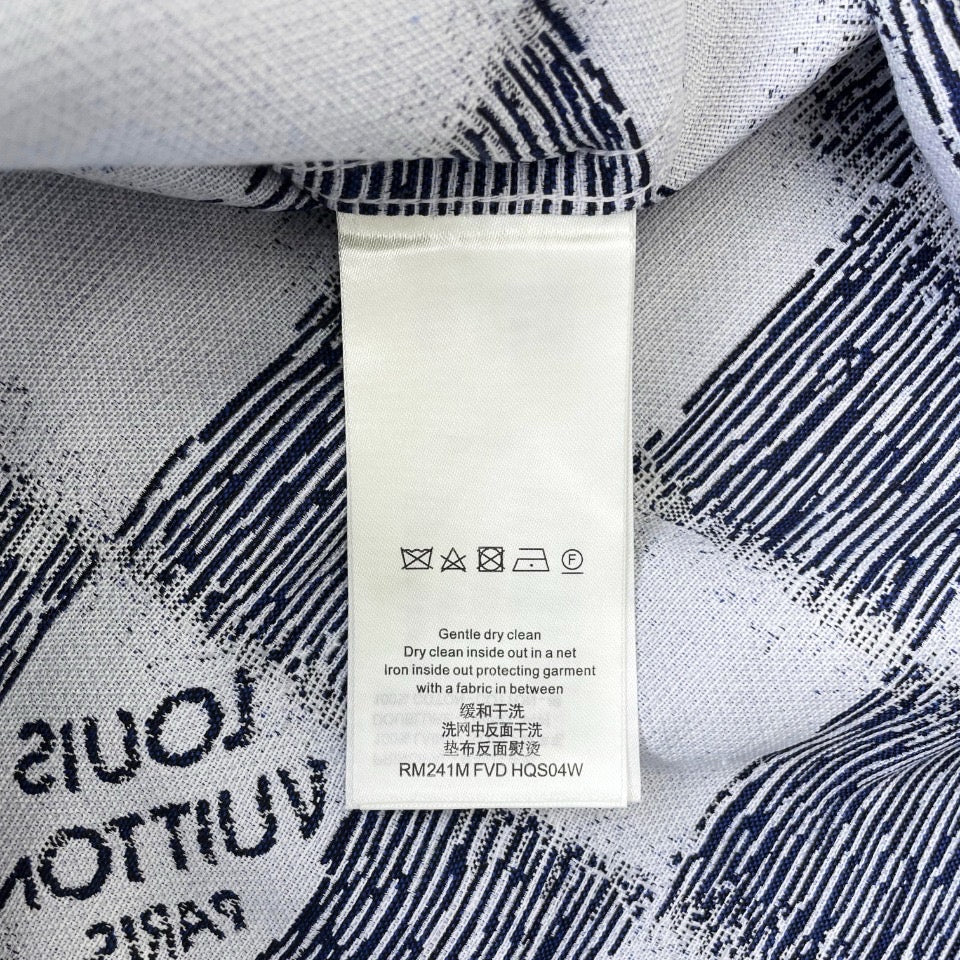 Gentle dry clean
Dry clean inside out in a net
Iron inside out protecting garment
with a fabric in between
缓和干洗
洗网中反面干洗
垫布反面熨烫
RM241M FVD HQS04W
LOUIS
VUITTON
PARIS